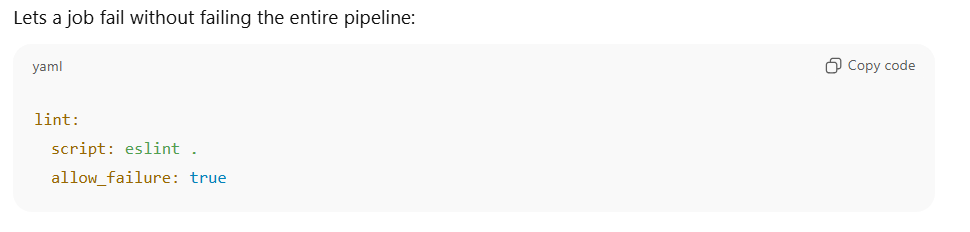 Lets a job fail without failing the entire pipeline:
yaml Copy code
lint:
  script: eslint .
  allow_failure: true